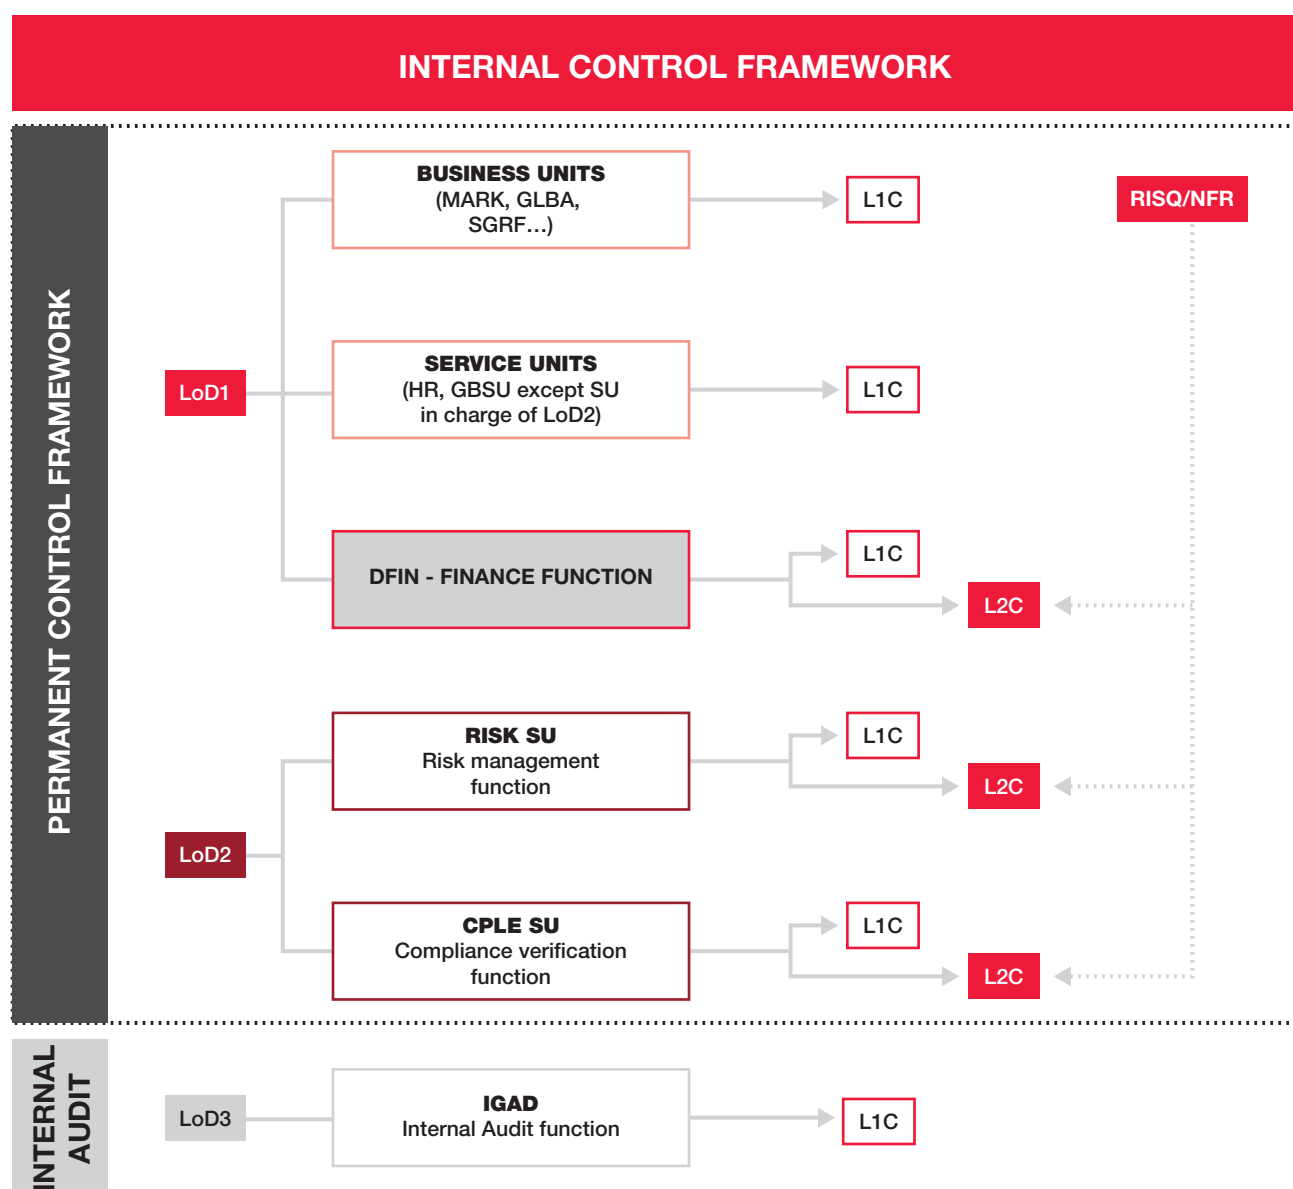 INTERNAL CONTROL FRAMEWORK
PERMANENT CONTROL FRAMEWORK
LoD1
BUSINESS UNITS
(MARK, GLBA,
SGRF…)
L1C
RISQ/NFR
SERVICE UNITS
(HR, GBSU except SU
in charge of LoD2)
L1C
DFIN - FINANCE FUNCTION
L1C
L2C
LoD2
RISK SU
Risk management
function
L1C
L2C
CPLE SU
Compliance verification
function
L1C
L2C
INTERNAL
AUDIT
LoD3
IGAD
Internal Audit function
L1C